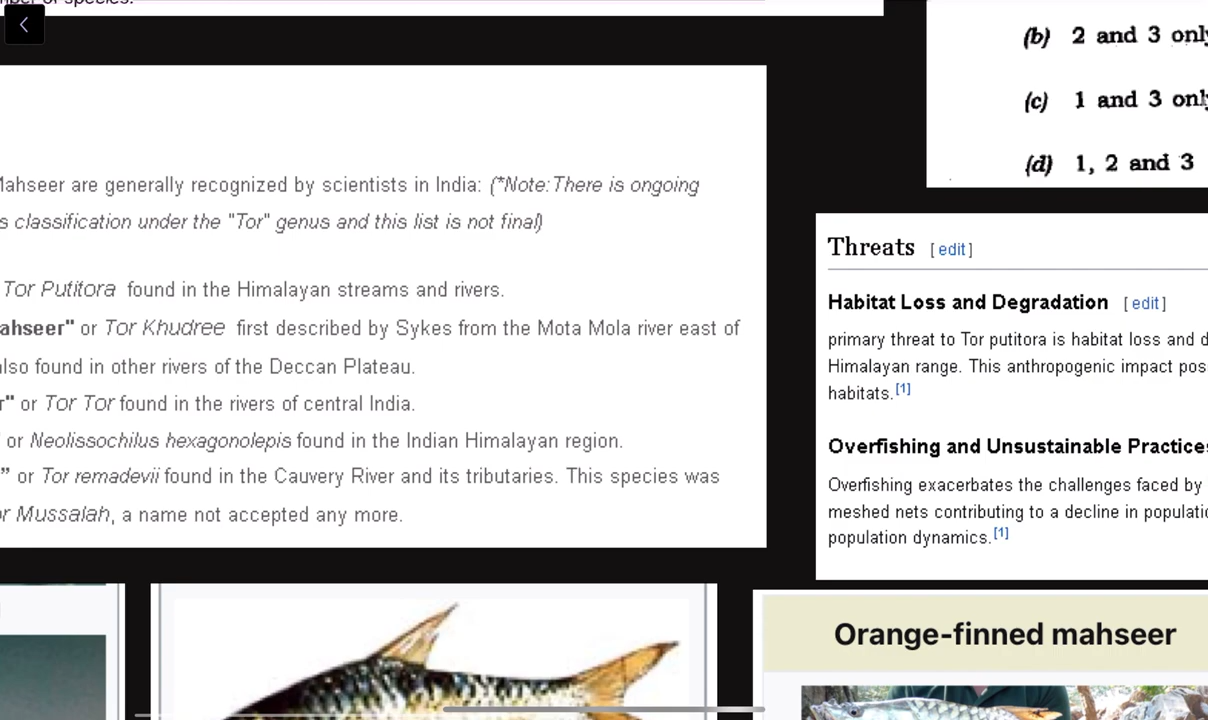 of species.
Mahseer are generally recognized by scientists in India: (*Note:There is ongoing
s classification under the "Tor" genus and this list is not final)
Tor Putitora found in the Himalayan streams and rivers.
ahseer" or Tor Khudree first described by Sykes from the Mota Mola river east of
also found in other rivers of the Deccan Plateau.
r" or Tor Tor found in the rivers of central India.
or Neolissochilus hexagonolepis found in the Indian Himalayan region.
" or Tor remadevii found in the Cauvery River and its tributaries. This species was
or Mussalah, a name not accepted any more.
(b) 2 and 3 only
(c) 1 and 3 only
(d) 1, 2 and 3
Threats [edit]
Habitat Loss and Degradation [edit]
primary threat to Tor putitora is habitat loss and d
Himalayan range. This anthropogenic impact pos
habitats.[1]
Overfishing and Unsustainable Practices
Overfishing exacerbates the challenges faced by
meshed nets contributing to a decline in populatio
population dynamics.[1]
Orange-finned mahseer